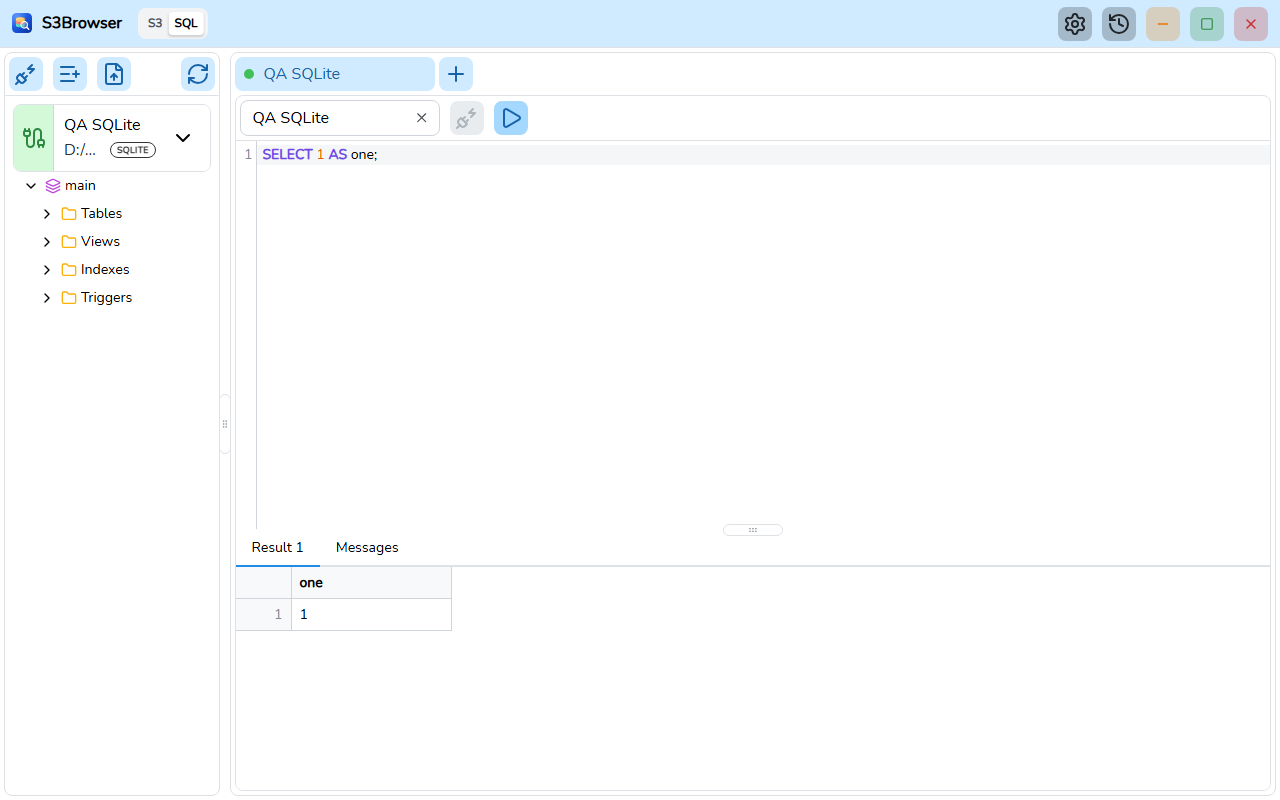 S3Browser
S3 SQL
QA SQLite
D:/... SQLITE
main
Tables
Views
Indexes
Triggers
QA SQLite
QA SQLite
1 SELECT 1 AS one;
Result 1 Messages
one
1 1